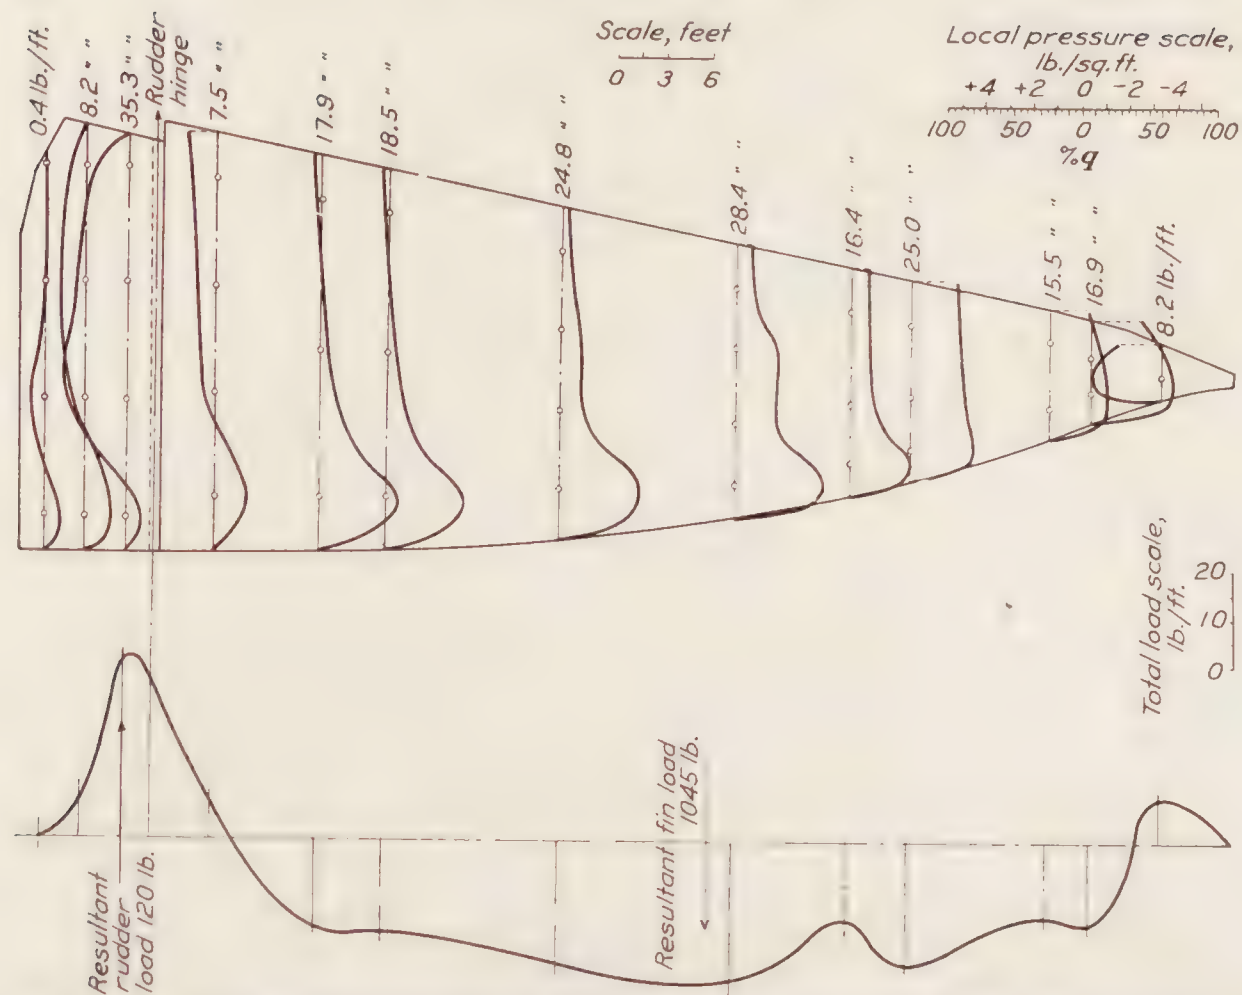 0.4 lb./ft.
8.2 " "
35.3 " "
Rudder
hinge
7.5 " "
17.9 " "
18.5 " "
24.8 " "
28.4 " "
16.4 " "
25.0 " "
15.5 " "
16.9 " "
8.2 lb./ft.
Scale, feet
0 3 6
Local pressure scale,
lb./sq.ft.
+4 +2 0 -2 -4
100 50 0 50 100
%q
Total load scale,
lb./ft.
20
10
0
Resultant
rudder
load 120 lb.
Resultant fin load
1045 lb.